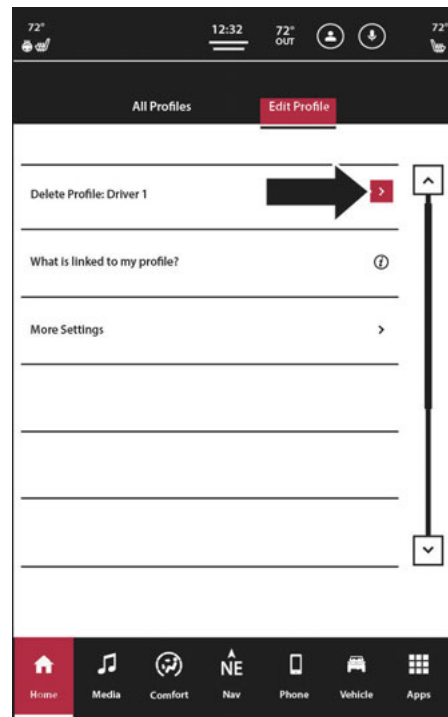 72° 12:32 72° 72°
OUT
All Profiles Edit Profile
Delete Profile: Driver 1
What is linked to my profile?
More Settings
NE
Home Media Comfort Nav Phone Vehicle Apps